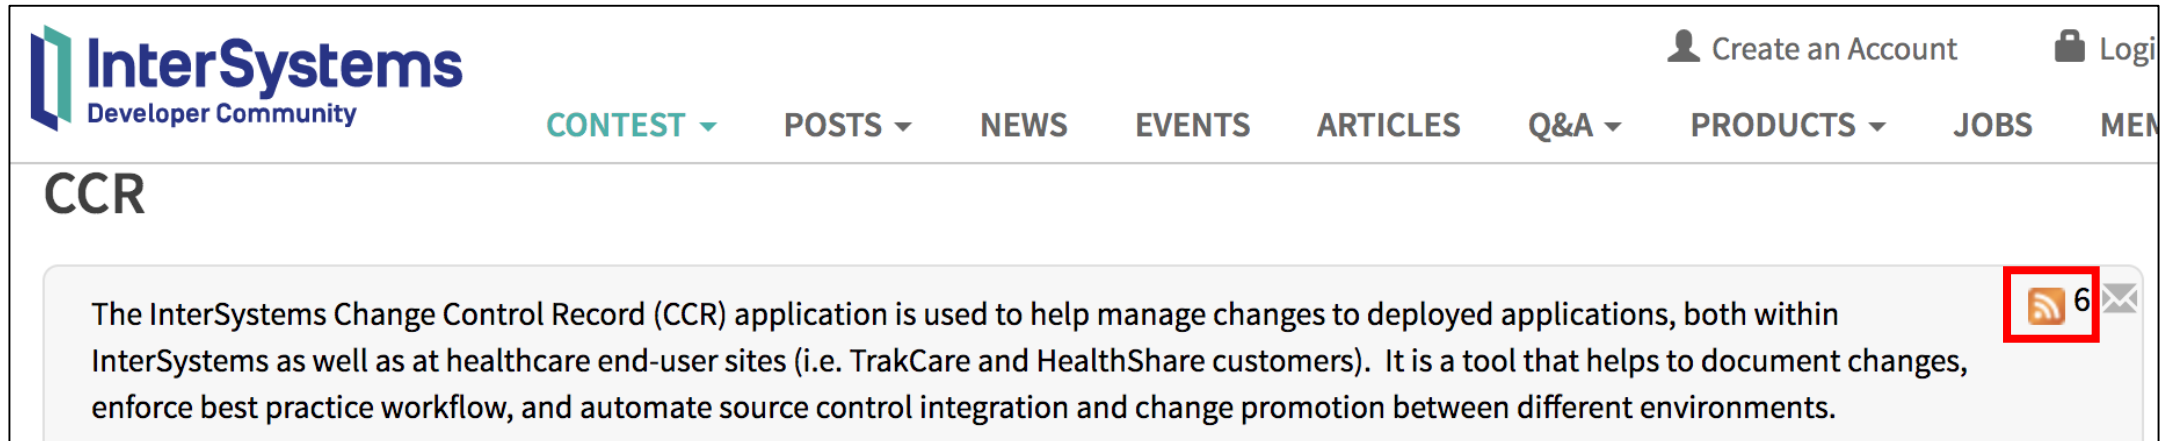 InterSystems
Developer Community
Create an Account
Logi
CONTEST POSTS NEWS EVENTS ARTICLES Q&A PRODUCTS JOBS MEM
CCR
6
The InterSystems Change Control Record (CCR) application is used to help manage changes to deployed applications, both within
InterSystems as well as at healthcare end-user sites (i.e. TrakCare and HealthShare customers).  It is a tool that helps to document changes,
enforce best practice workflow, and automate source control integration and change promotion between different environments.